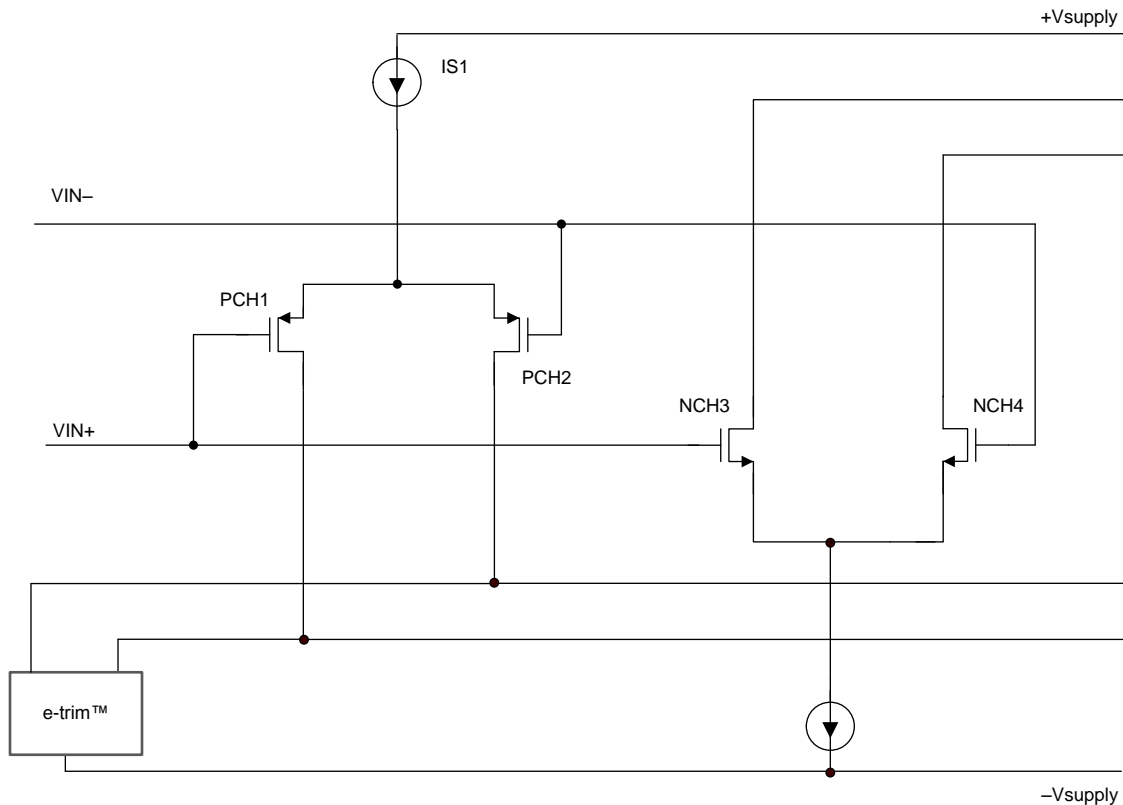 +Vsupply
IS1
VIN–
PCH1
PCH2
NCH3
NCH4
VIN+
e-trim™
–Vsupply